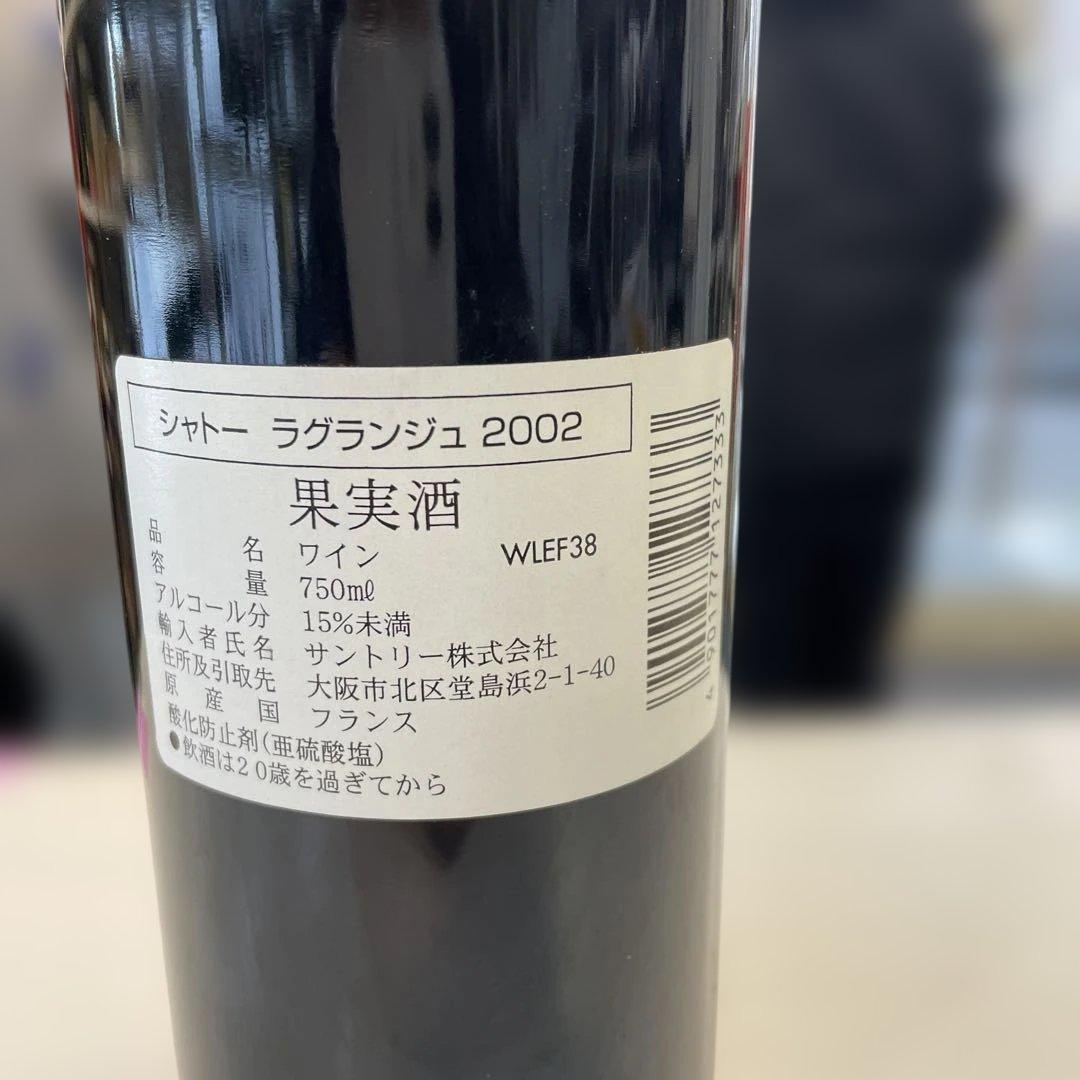 シャトー ラグランジュ 2002
果実酒
品名 ワイン WLEF38
容量 750㎖
アルコール分 15%未満
輸入者氏名 サントリー株式会社
住所及引取先 大阪市北区堂島浜2-1-40
原産国 フランス
酸化防止剤(亜硫酸塩)
●飲酒は20歳を過ぎてから
4 901777 127333